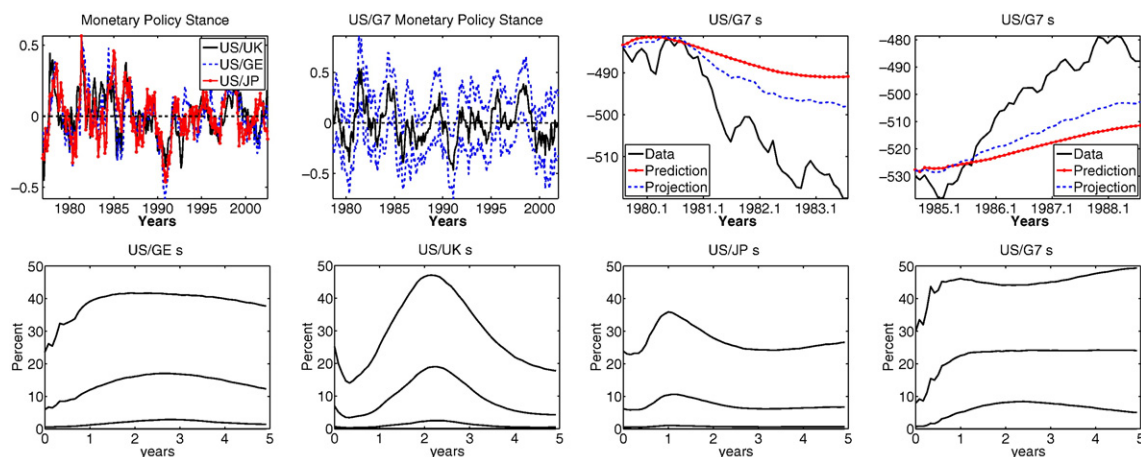 Monetary Policy Stance
US/G7 Monetary Policy Stance
US/G7 s
US/G7 s
0.5
0
−0.5
US/UK
US/GE
US/JP
1980 1985 1990 1995 2000
Years
0.5
0
−0.5
1980 1985 1990 1995 2000
Years
−490
−500
−510
Data
Prediction
Projection
1980.1 1981.1 1982.1 1983.1
Years
−480
−490
−500
−510
−520
−530
Data
Prediction
Projection
1985.1 1986.1 1987.1 1988.1
Years
US/GE s
US/UK s
US/JP s
US/G7 s
Percent
50
40
30
20
10
0
0 1 2 3 4 5
years
Percent
50
40
30
20
10
0
0 1 2 3 4 5
years
Percent
50
40
30
20
10
0
0 1 2 3 4 5
years
Percent
50
40
30
20
10
0
0 1 2 3 4 5
years